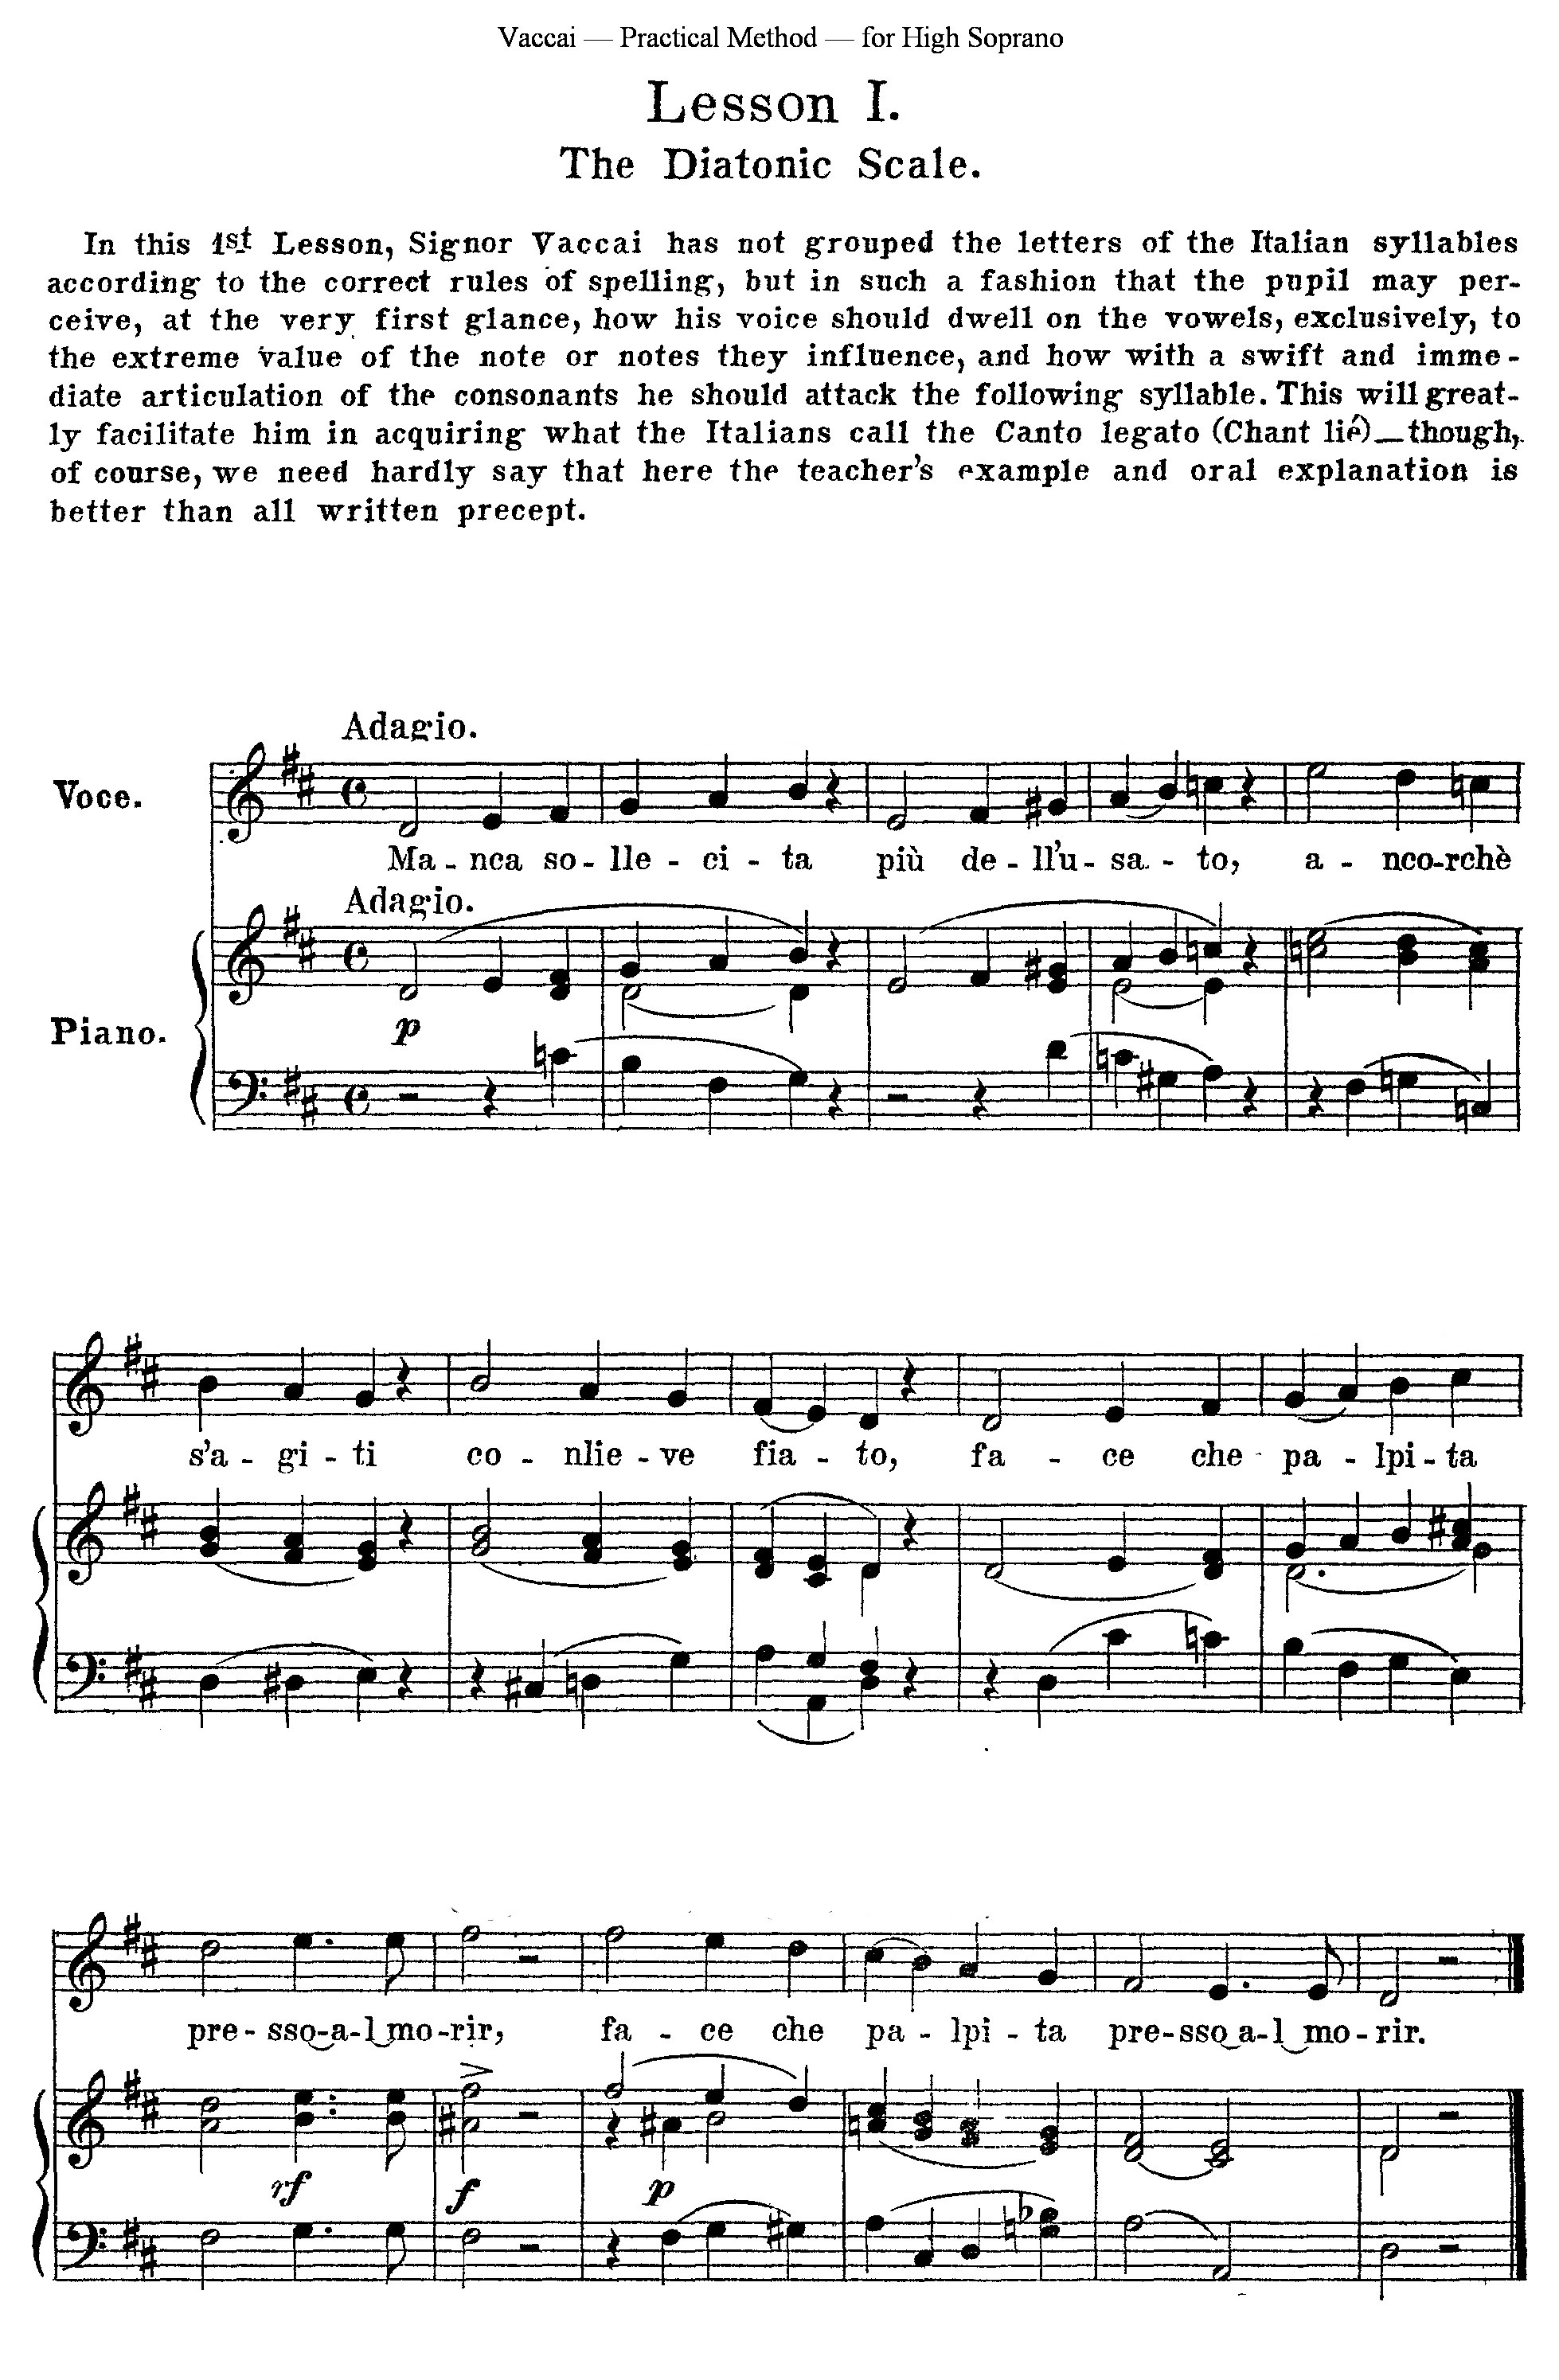 Vaccai — Practical Method — for High Soprano
Lesson I.
The Diatonic Scale.
In this 1st Lesson, Signor Vaccai has not grouped the letters of the Italian syllables
according to the correct rules of spelling, but in such a fashion that the pupil may per-
ceive, at the very first glance, how his voice should dwell on the vowels, exclusively, to
the extreme value of the note or notes they influence, and how with a swift and imme-
diate articulation of the consonants he should attack the following syllable. This will great-
ly facilitate him in acquiring what the Italians call the Canto legato (Chant lié) — though,
of course, we need hardly say that here the teacher's example and oral explanation is
better than all written precept.
Adagio.
Voce.
Ma - nca so - lle - ci - ta più de - ll'u - sa - to, a - nco-rchè
Adagio.
Piano.
p
s'a - gi - ti co - nlie - ve fia - to, fa - ce che pa - lpi - ta
pre - sso-a-l mo-rir, fa - ce che pa - lpi - ta pre-sso a-l mo-rir.
rf f p